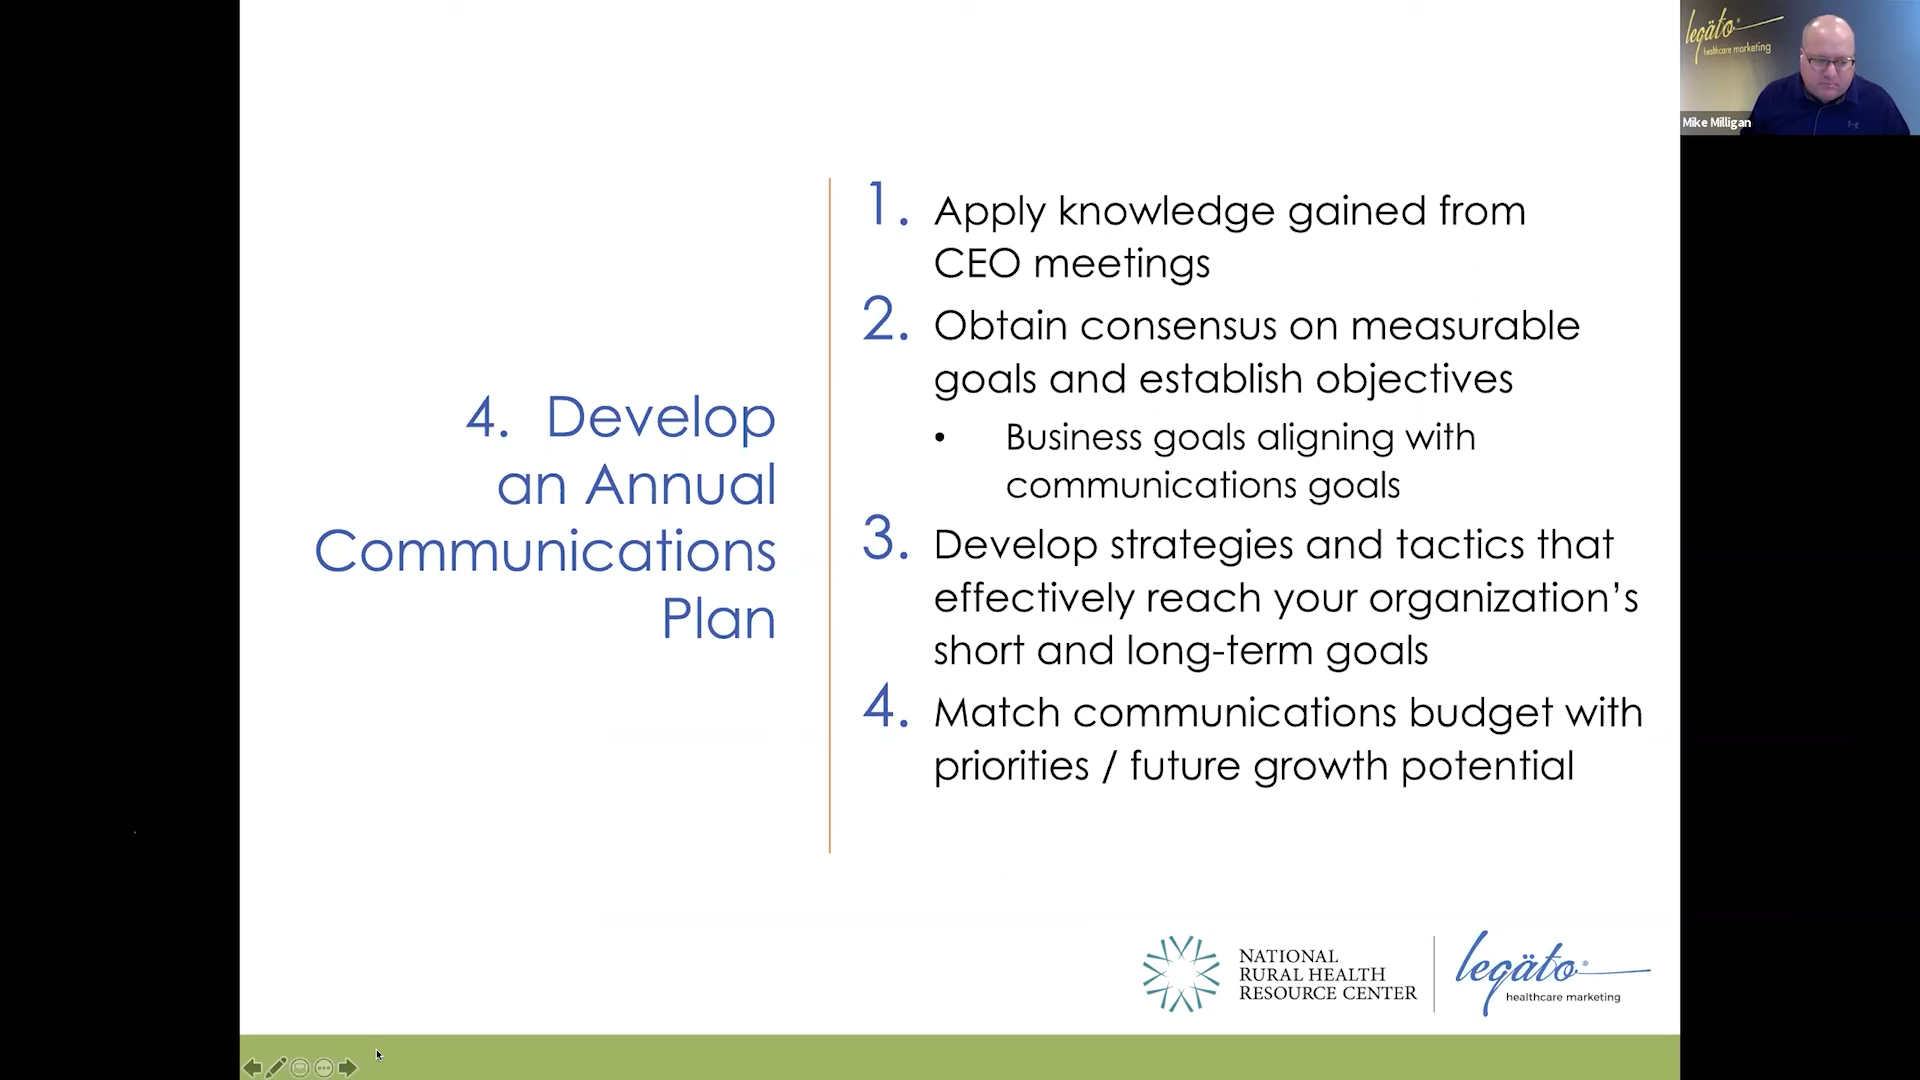 legäto®
healthcare marketing
Mike Milligan
4. Develop
an Annual
Communications
Plan
1. Apply knowledge gained from
CEO meetings
2. Obtain consensus on measurable
goals and establish objectives
• Business goals aligning with
communications goals
3. Develop strategies and tactics that
effectively reach your organization’s
short and long-term goals
4. Match communications budget with
priorities / future growth potential
NATIONAL
RURAL HEALTH
RESOURCE CENTER
legäto®
healthcare marketing